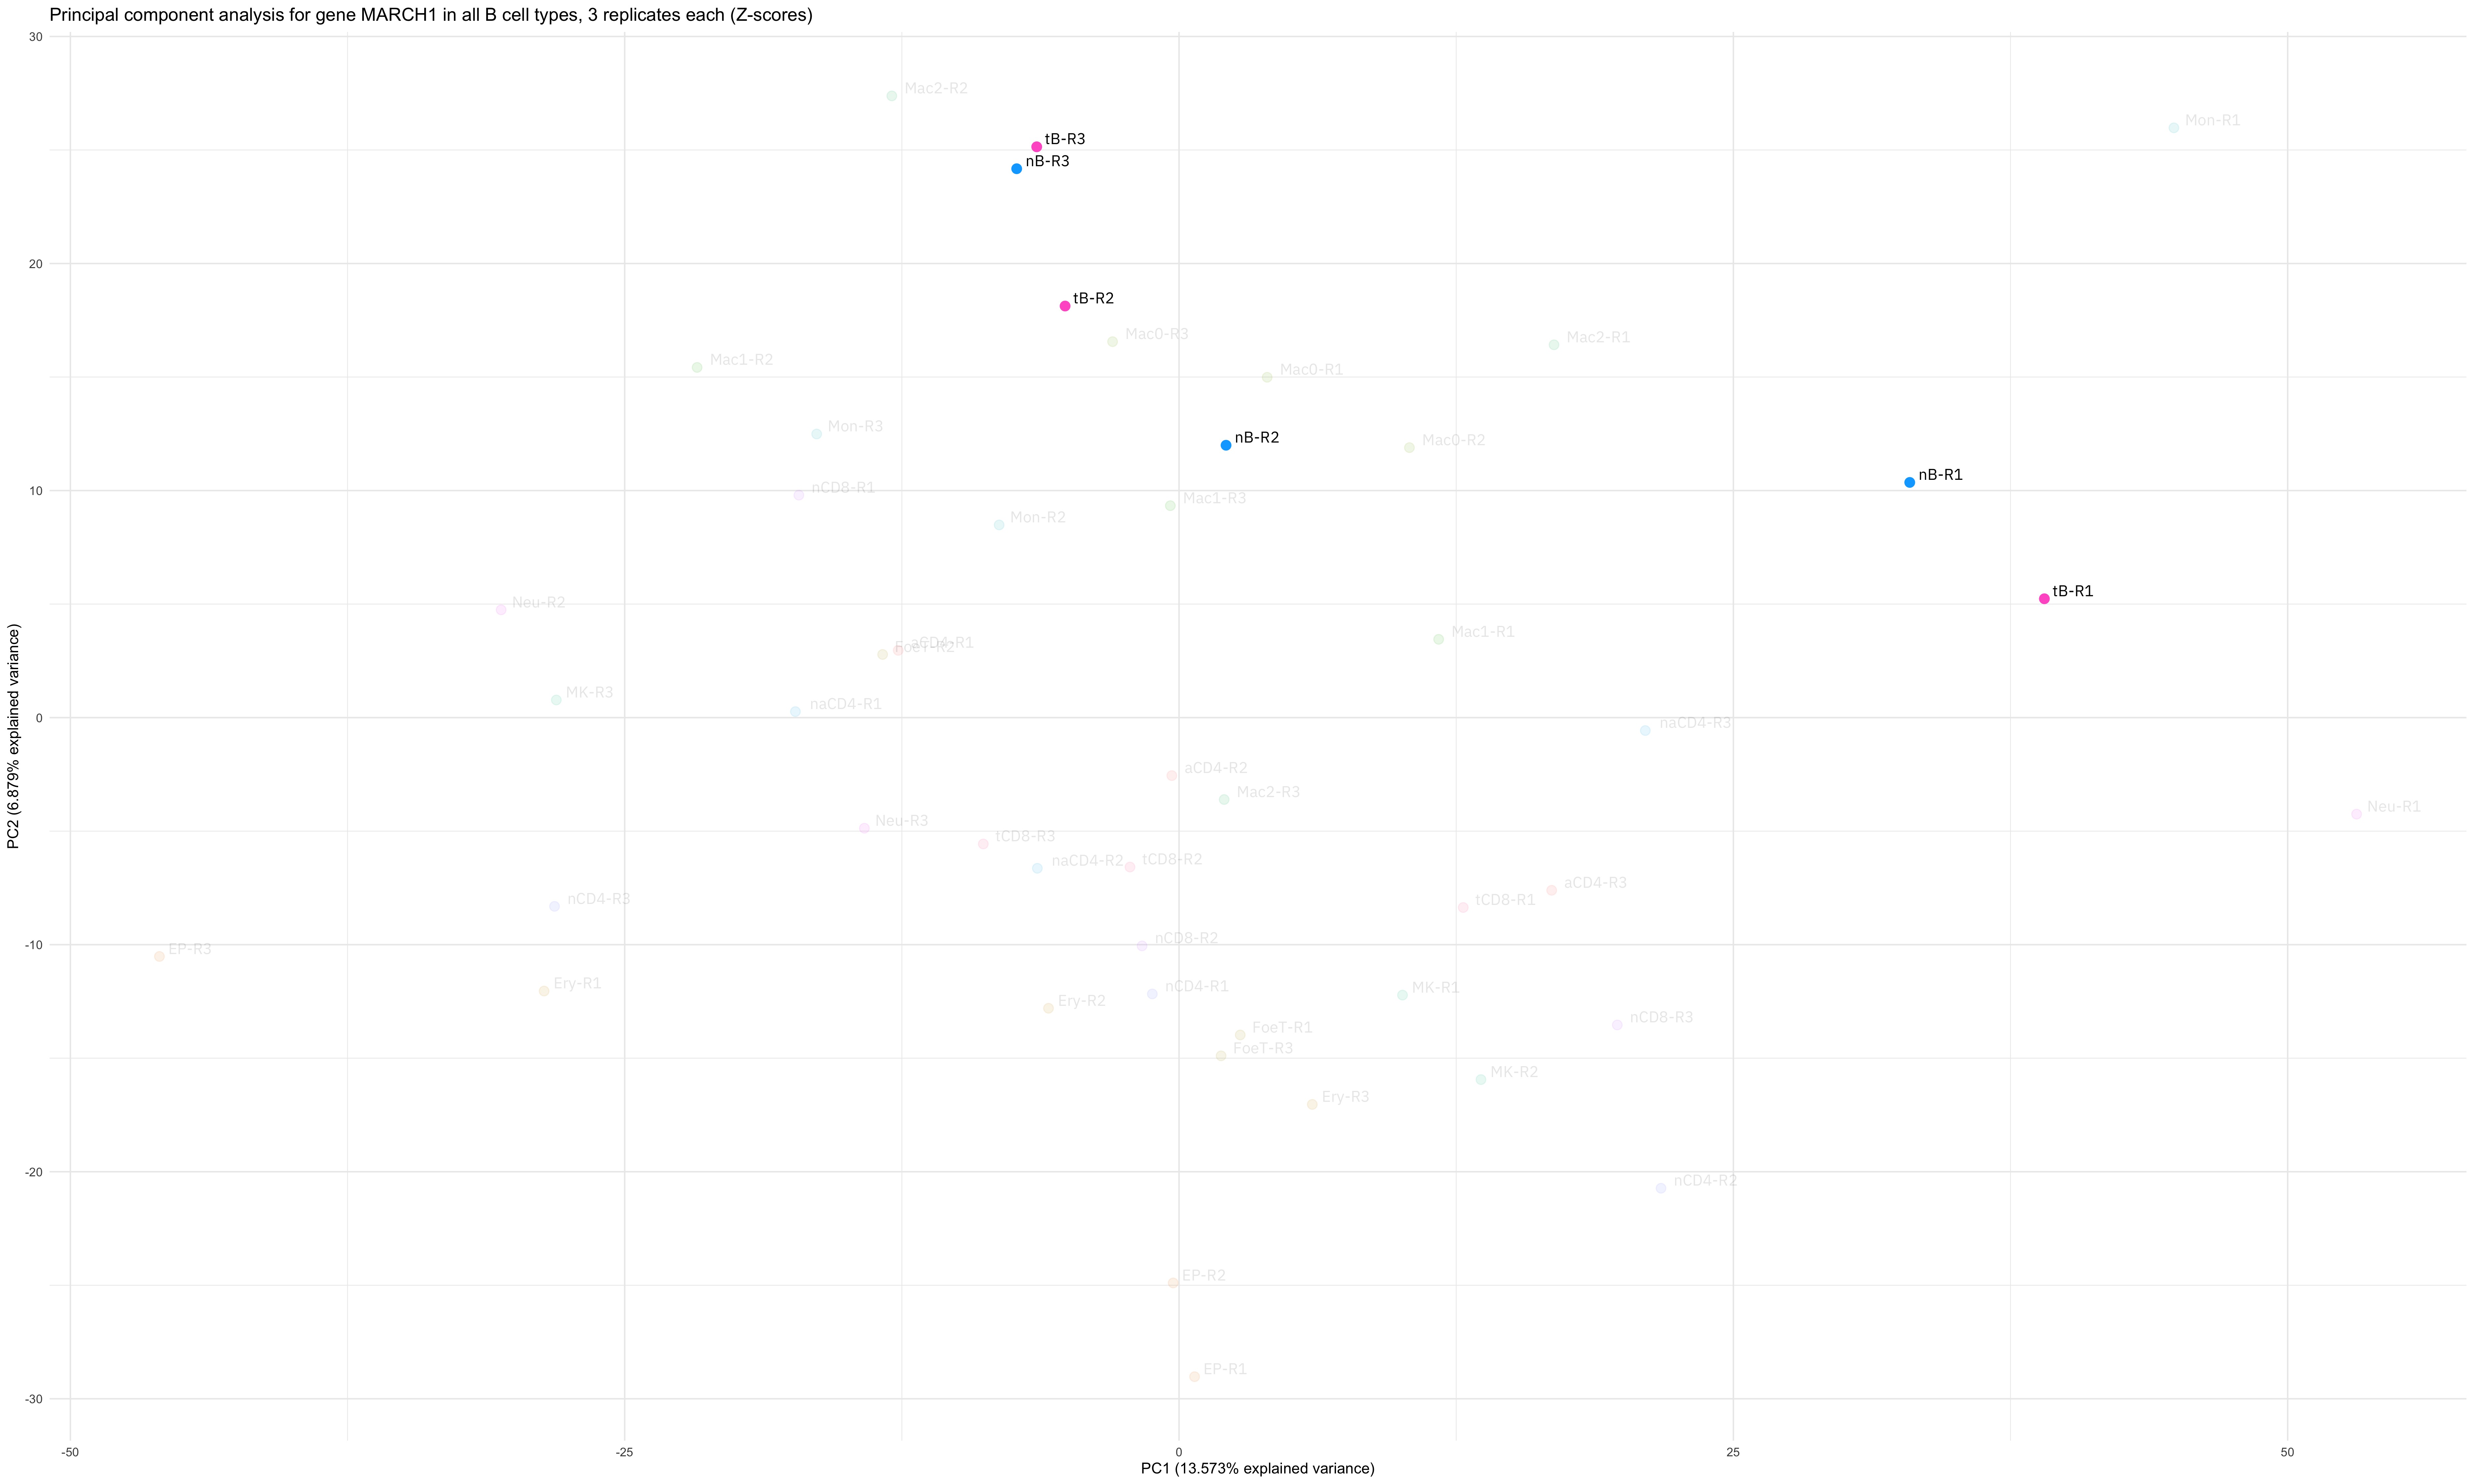 Principal component analysis for gene MARCH1 in all B cell types, 3 replicates each (Z-scores)
30
Mac2-R2
Mon-R1
tB-R3
nB-R3
20
tB-R2
Mac0-R3
Mac2-R1
Mac1-R2
Mac0-R1
Mon-R3
nB-R2
Mac0-R2
nB-R1
nCD8-R1
10
Mac1-R3
Mon-R2
tB-R1
Neu-R2
Mac1-R1
aCD4-R1
FoeT-R2
MK-R3
naCD4-R1
0
naCD4-R3
aCD4-R2
Mac2-R3
PC2 (6.879% explained variance)
Neu-R1
Neu-R3
tCD8-R3
naCD4-R2
tCD8-R2
aCD4-R3
nCD4-R3
tCD8-R1
nCD8-R2
-10
EP-R3
Ery-R1
nCD4-R1
MK-R1
Ery-R2
nCD8-R3
FoeT-R1
FoeT-R3
MK-R2
Ery-R3
-20
nCD4-R2
EP-R2
EP-R1
-30
-50
-25
0
25
50
PC1 (13.573% explained variance)